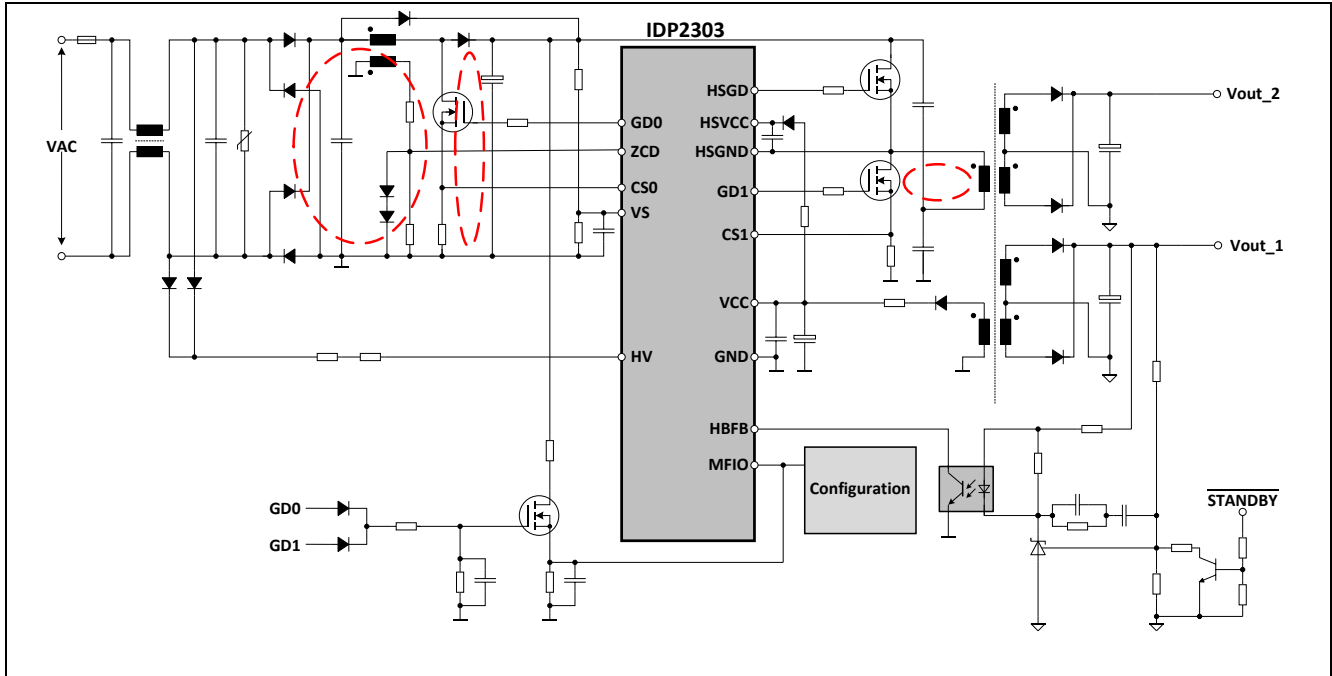 IDP2303
VAC
GD0
ZCD
CS0
VS
HV
HSGD
HSVCC
HSGND
GD1
CS1
VCC
GND
HBFB
MFIO
Configuration
Vout_2
Vout_1
STANDBY
GD0
GD1